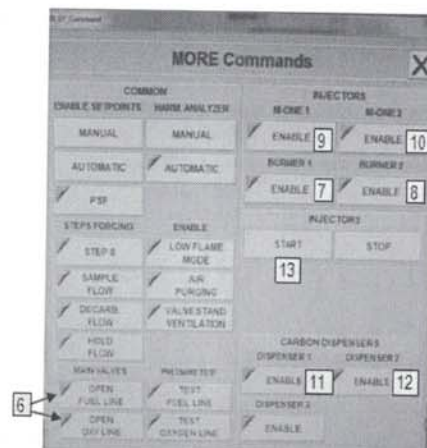 MORE Commands
X
COMMON
ENABLE SETPOINTS
HARM. ANALYZER
MANUAL
MANUAL
AUTOMATIC
AUTOMATIC
PSF
STEPS FORCING
ENABLE
STEP 8
LOW FLAME
MODE
SAMPLE
FLOW
AIR
PURGING
DECARB.
FLOW
VALVE STAND
VENTILATION
HOLD
FLOW
MAIN VALVES
6
OPEN
FUEL LINE
TEST
FUEL LINE
OPEN
OXY LINE
TEST
OXYGEN LINE
INJECTORS
M-ONE 1
M-ONE 2
ENABLE 9
ENABLE 10
BURNER 1
BURNER 2
ENABLE 7
ENABLE 8
INJECTORS
START
STOP
13
CARBON DISPENSERS
DISPENSER 1
DISPENSER 2
ENABLE 11
ENABLE 12
DISPENSER 3
ENABLE